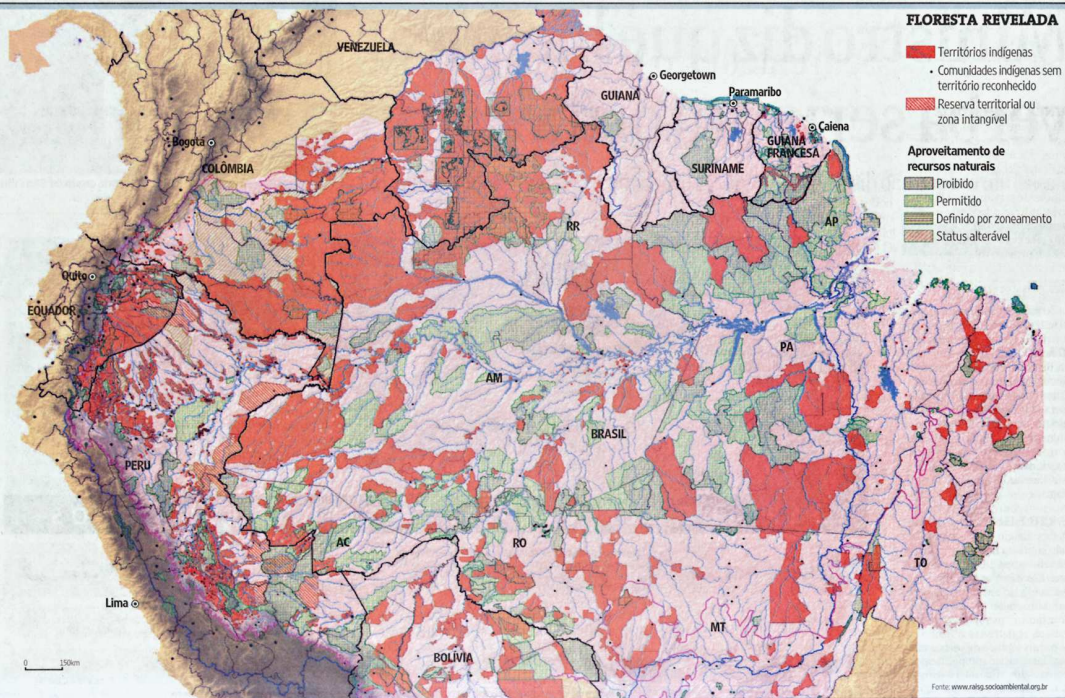 FLORESTA REVELADA
Territórios indígenas
Comunidades indígenas sem
território reconhecido
Reserva territorial ou
zona intangível
Aproveitamento de
recursos naturais
Proibido
Permitido
Definido por zoneamento
Status alterável
VENEZUELA
Georgetown
GUIANA
Paramaribo
Caiena
Bogotá
GUIANA
FRANCESA
COLÔMBIA
SURINAME
RR
AP
Quito
EQUADOR
PA
AM
BRASIL
PERU
AC
RO
TO
Lima
MT
BOLÍVIA
0 150km
Fonte: www.raisg.socioambiental.org.br